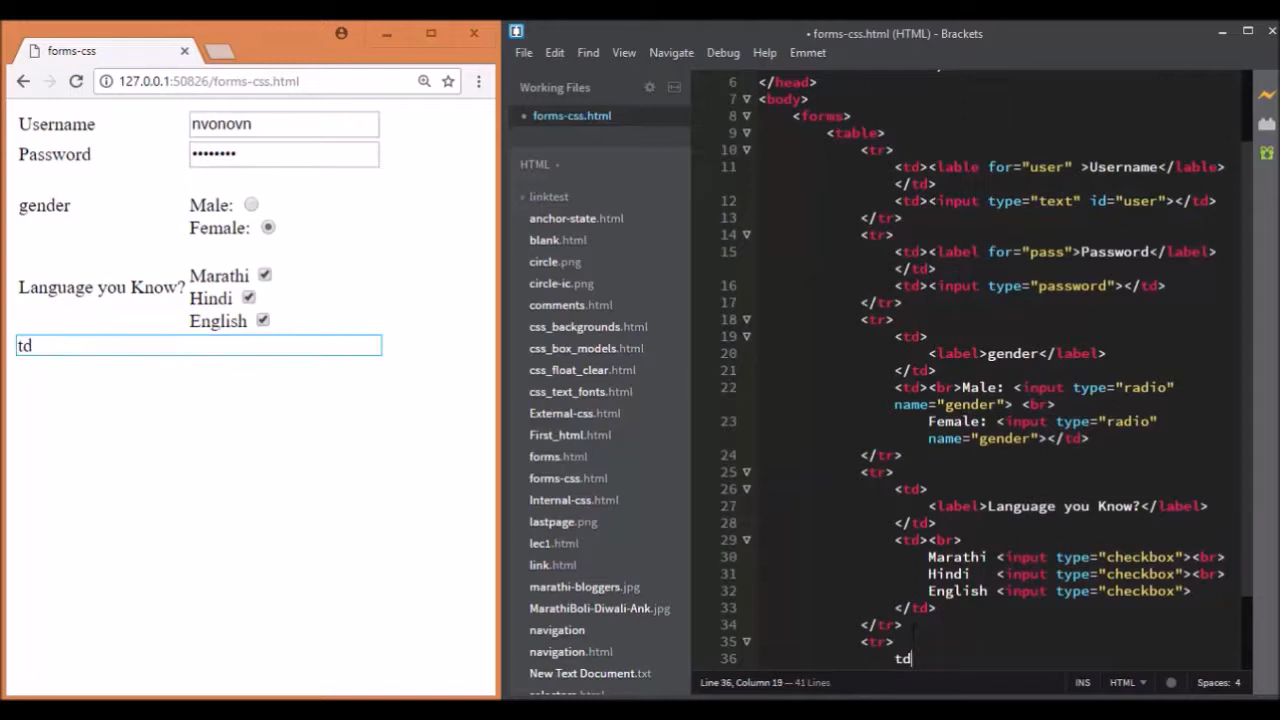 forms-css
127.0.0.1:50826/forms-css.html
Username nvonovn
Password ••••••••
gender Male:
Female:
Language you Know? Marathi
Hindi
English
td
• forms-css.html (HTML) - Brackets
File Edit Find View Navigate Debug Help Emmet
Working Files
forms-css.html
HTML
linktest
anchor-state.html
blank.html
circle.png
circle-ic.png
comments.html
css_backgrounds.html
css_box_models.html
css_float_clear.html
css_text_fonts.html
External-css.html
First_html.html
forms.html
forms-css.html
Internal-css.html
lastpage.png
lec1.html
link.html
marathi-bloggers.jpg
MarathiBoli-Diwali-Ank.jpg
navigation
navigation.html
New Text Document.txt
6 </head>
7 <body>
8 <forms>
9 <table>
10 <tr>
11 <td><lable for="user" >Username</lable>
</td>
12 <td><input type="text" id="user"></td>
13 </tr>
14 <tr>
15 <td><label for="pass">Password</label>
</td>
16 <td><input type="password"></td>
17 </tr>
18 <tr>
19 <td>
20 <label>gender</label>
21 </td>
22 <td><br>Male: <input type="radio"
name="gender"> <br>
23 Female: <input type="radio"
name="gender"></td>
24 </tr>
25 <tr>
26 <td>
27 <label>Language you Know?</label>
28 </td>
29 <td><br>
30 Marathi <input type="checkbox"><br>
31 Hindi <input type="checkbox"><br>
32 English <input type="checkbox">
33 </td>
34 </tr>
35 <tr>
36 td
Line 36, Column 19 — 41 Lines INS HTML Spaces: 4